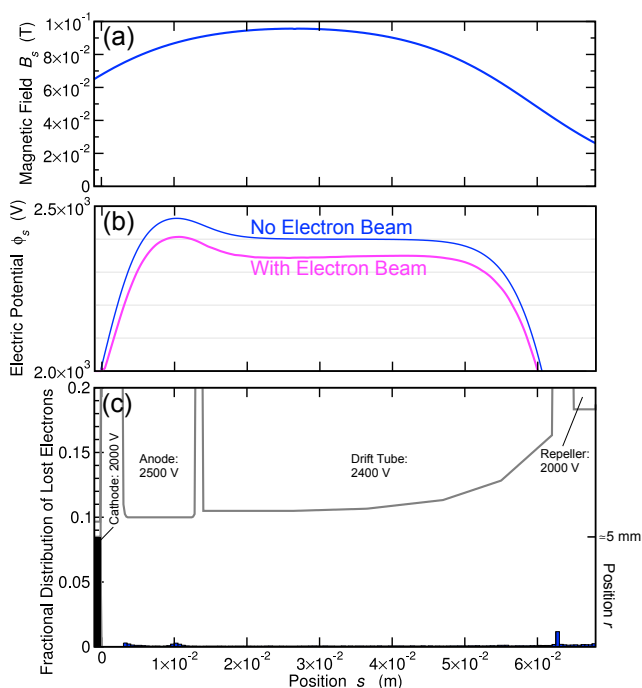 (a)
Magnetic Field B_s (T)
1×10⁻¹
8×10⁻²
6×10⁻²
4×10⁻²
2×10⁻²
0
(b)
Electric Potential ϕ_s (V)
2.5×10³
2.0×10³
No Electron Beam
With Electron Beam
(c)
Fractional Distribution of Lost Electrons
0.2
0.15
0.1
0.05
0
Cathode: 2000 V
Anode:
2500 V
Drift Tube:
2400 V
Repeller:
2000 V
≈5 mm
Position r
0
1×10⁻²
2×10⁻²
3×10⁻²
4×10⁻²
5×10⁻²
6×10⁻²
Position s (m)